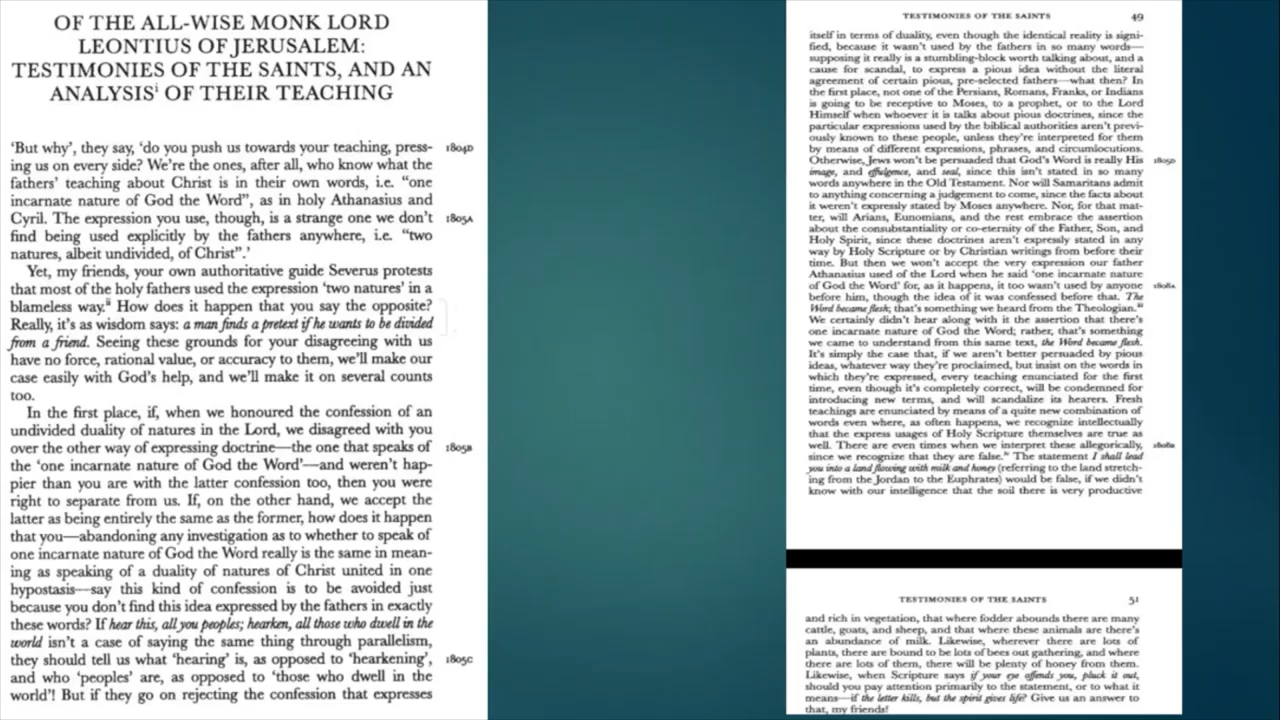 OF THE ALL-WISE MONK LORD
LEONTIUS OF JERUSALEM:
TESTIMONIES OF THE SAINTS, AND AN
ANALYSISⁱ OF THEIR TEACHING
‘But why’, they say, ‘do you push us towards your teaching, press- 1804D
ing us on every side? We’re the ones, after all, who know what the
fathers’ teaching about Christ is in their own words, i.e. “one
incarnate nature of God the Word”, as in holy Athanasius and
Cyril. The expression you use, though, is a strange one we don’t 1805A
find being used explicitly by the fathers anywhere, i.e. “two
natures, albeit undivided, of Christ”.’
Yet, my friends, your own authoritative guide Severus protests
that most of the holy fathers used the expression ‘two natures’ in a
blameless way.ⁱⁱ How does it happen that you say the opposite?
Really, it’s as wisdom says: a man finds a pretext if he wants to be divided
from a friend. Seeing these grounds for your disagreeing with us
have no force, rational value, or accuracy to them, we’ll make our
case easily with God’s help, and we’ll make it on several counts
too.
In the first place, if, when we honoured the confession of an
undivided duality of natures in the Lord, we disagreed with you
over the other way of expressing doctrine—the one that speaks of 1805B
the ‘one incarnate nature of God the Word’—and weren’t hap-
pier than you are with the latter confession too, then you were
right to separate from us. If, on the other hand, we accept the
latter as being entirely the same as the former, how does it happen
that you—abandoning any investigation as to whether to speak of
one incarnate nature of God the Word really is the same in mean-
ing as speaking of a duality of natures of Christ united in one
hypostasis—say this kind of confession is to be avoided just
because you don’t find this idea expressed by the fathers in exactly
these words? If hear this, all you peoples; hearken, all those who dwell in the
world isn’t a case of saying the same thing through parallelism,
they should tell us what ‘hearing’ is, as opposed to ‘hearkening’, 1805C
and who ‘peoples’ are, as opposed to ‘those who dwell in the
world’! But if they go on rejecting the confession that expresses
TESTIMONIES OF THE SAINTS 49
itself in terms of duality, even though the identical reality is signi-
fied, because it wasn’t used by the fathers in so many words—
supposing it really is a stumbling-block worth talking about, and a
cause for scandal, to express a pious idea without the literal
agreement of certain pious, pre-selected fathers—what then? In
the first place, not one of the Persians, Romans, Franks, or Indians
is going to be receptive to Moses, to a prophet, or to the Lord
Himself when whoever it is talks about pious doctrines, since the
particular expressions used by the biblical authorities aren’t previ-
ously known to these people, unless they’re interpreted for them
by means of different expressions, phrases, and circumlocutions.
Otherwise, Jews won’t be persuaded that God’s Word is really His 1805D
image, and effulgence, and seal, since this isn’t stated in so many
words anywhere in the Old Testament. Nor will Samaritans admit
to anything concerning a judgement to come, since the facts about
it weren’t expressly stated by Moses anywhere. Nor, for that mat-
ter, will Arians, Eunomians, and the rest embrace the assertion
about the consubstantiality or co-eternity of the Father, Son, and
Holy Spirit, since these doctrines aren’t expressly stated in any
way by Holy Scripture or by Christian writings from before their
time. But then we won’t accept the very expression our father
Athanasius used of the Lord when he said ‘one incarnate nature
of God the Word’ for, as it happens, it too wasn’t used by anyone 1808A
before him, though the idea of it was confessed before that. The
Word became flesh; that’s something we heard from the Theologian.ⁱⁱⁱ
We certainly didn’t hear along with it the assertion that there’s
one incarnate nature of God the Word; rather, that’s something
we came to understand from this same text, the Word became flesh.
It’s simply the case that, if we aren’t better persuaded by pious
ideas, whatever way they’re proclaimed, but insist on the words in
which they’re expressed, every teaching enunciated for the first
time, even though it’s completely correct, will be condemned for
introducing new terms, and will scandalize its hearers. Fresh
teachings are enunciated by means of a quite new combination of
words even where, as often happens, we recognize intellectually
that the express usages of Holy Scripture themselves are true as
well. There are even times when we interpret these allegorically, 1808B
since we recognize that they are false.ⁱᵛ The statement I shall lead
you into a land flowing with milk and honey (referring to the land stretch-
ing from the Jordan to the Euphrates) would be false, if we didn’t
know with our intelligence that the soil there is very productive
TESTIMONIES OF THE SAINTS 51
and rich in vegetation, that where fodder abounds there are many
cattle, goats, and sheep, and that where these animals are there’s
an abundance of milk. Likewise, wherever there are lots of
plants, there are bound to be lots of bees out gathering, and where
there are lots of them, there will be plenty of honey from them.
Likewise, when Scripture says if your eye offends you, pluck it out,
should you pay attention primarily to the statement, or to what it
means—if the letter kills, but the spirit gives life? Give us an answer to
that, my friends!